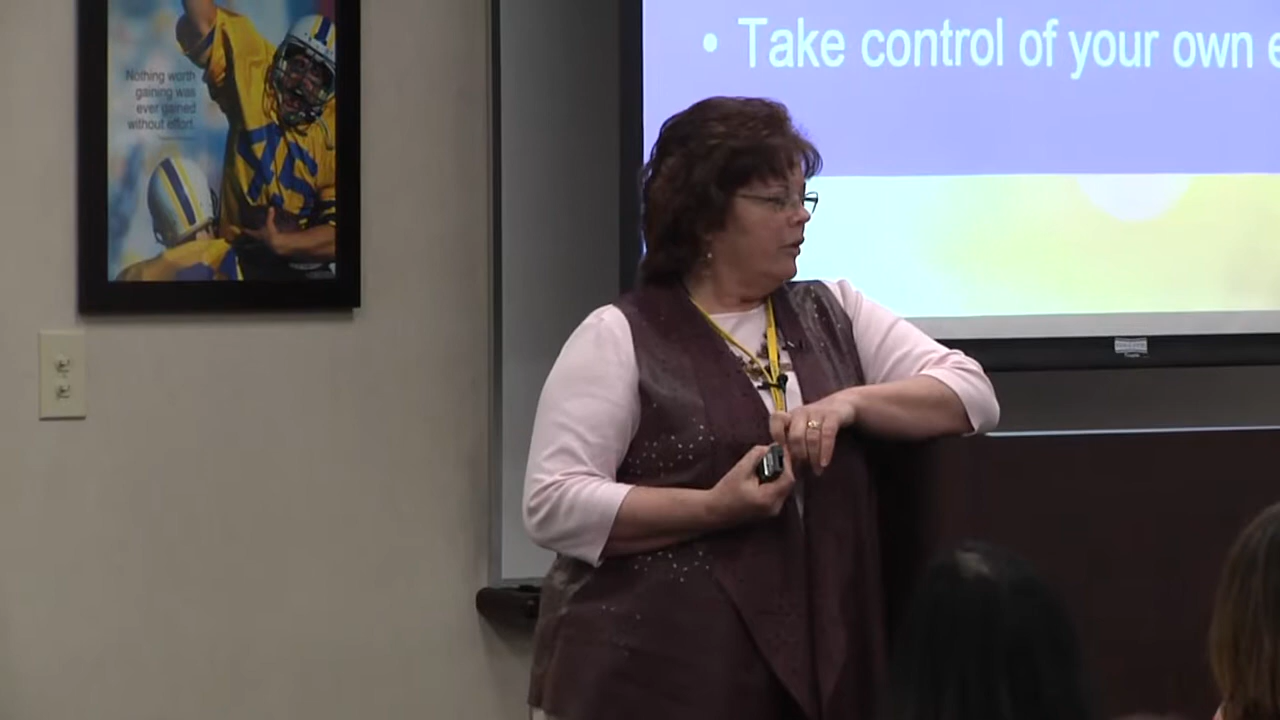 • Take control of your own e
Nothing worth
gaining was
ever gained
without effort.